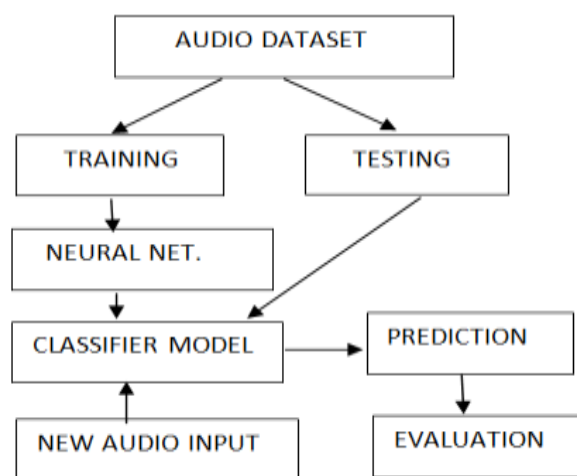 AUDIO DATASET
TRAINING
TESTING
NEURAL NET.
CLASSIFIER MODEL
PREDICTION
NEW AUDIO INPUT
EVALUATION